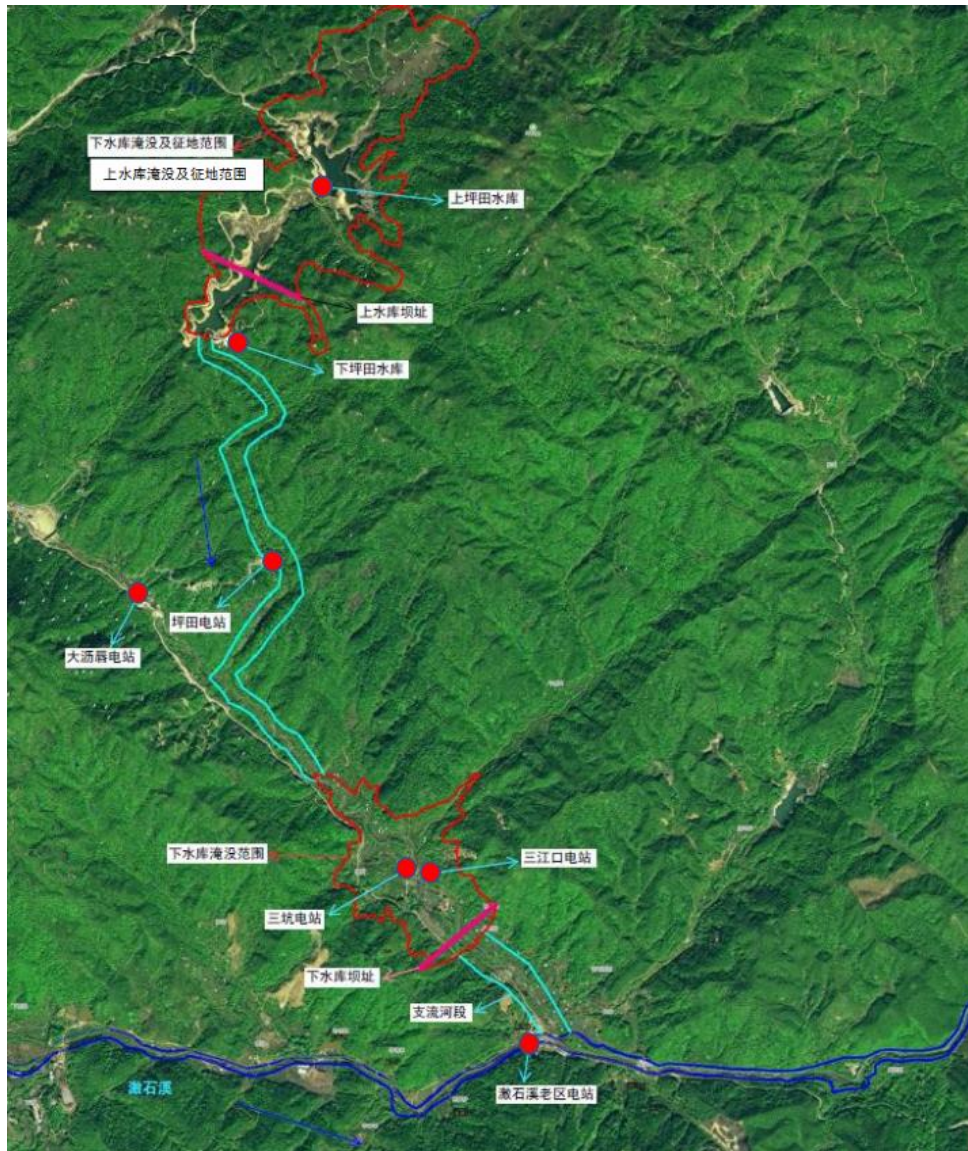 下水库淹没及征地范围
上水库淹没及征地范围
上坪田水库
上水库坝址
下坪田水库
坪田电站
大沥唇电站
下水库淹没范围
三江口电站
三坑电站
下水库坝址
支流河段
漱石溪
漱石溪老区电站